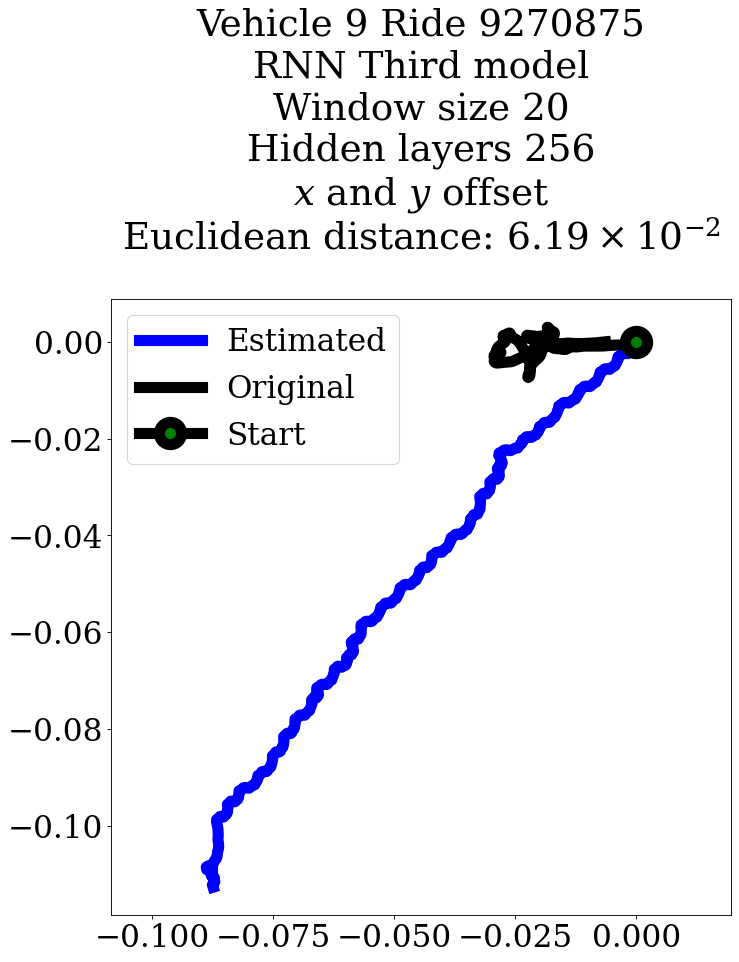 Vehicle 9 Ride 9270875
RNN Third model
Window size 20
Hidden layers 256
x and y offset
Euclidean distance: 6.19 × 10⁻²
Estimated
Original
Start
0.00
−0.02
−0.04
−0.06
−0.08
−0.10
−0.100 −0.075 −0.050 −0.025 0.000